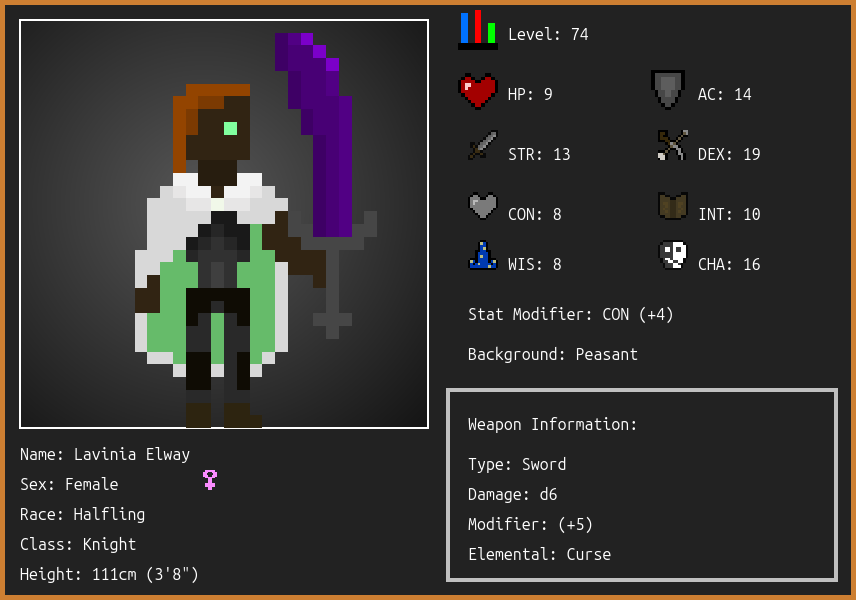 Level: 74
HP: 9
AC: 14
STR: 13
DEX: 19
CON: 8
INT: 10
WIS: 8
CHA: 16
Stat Modifier: CON (+4)
Background: Peasant
Weapon Information:
Type: Sword
Damage: d6
Modifier: (+5)
Elemental: Curse
Name: Lavinia Elway
Sex: Female
Race: Halfling
Class: Knight
Height: 111cm (3'8")